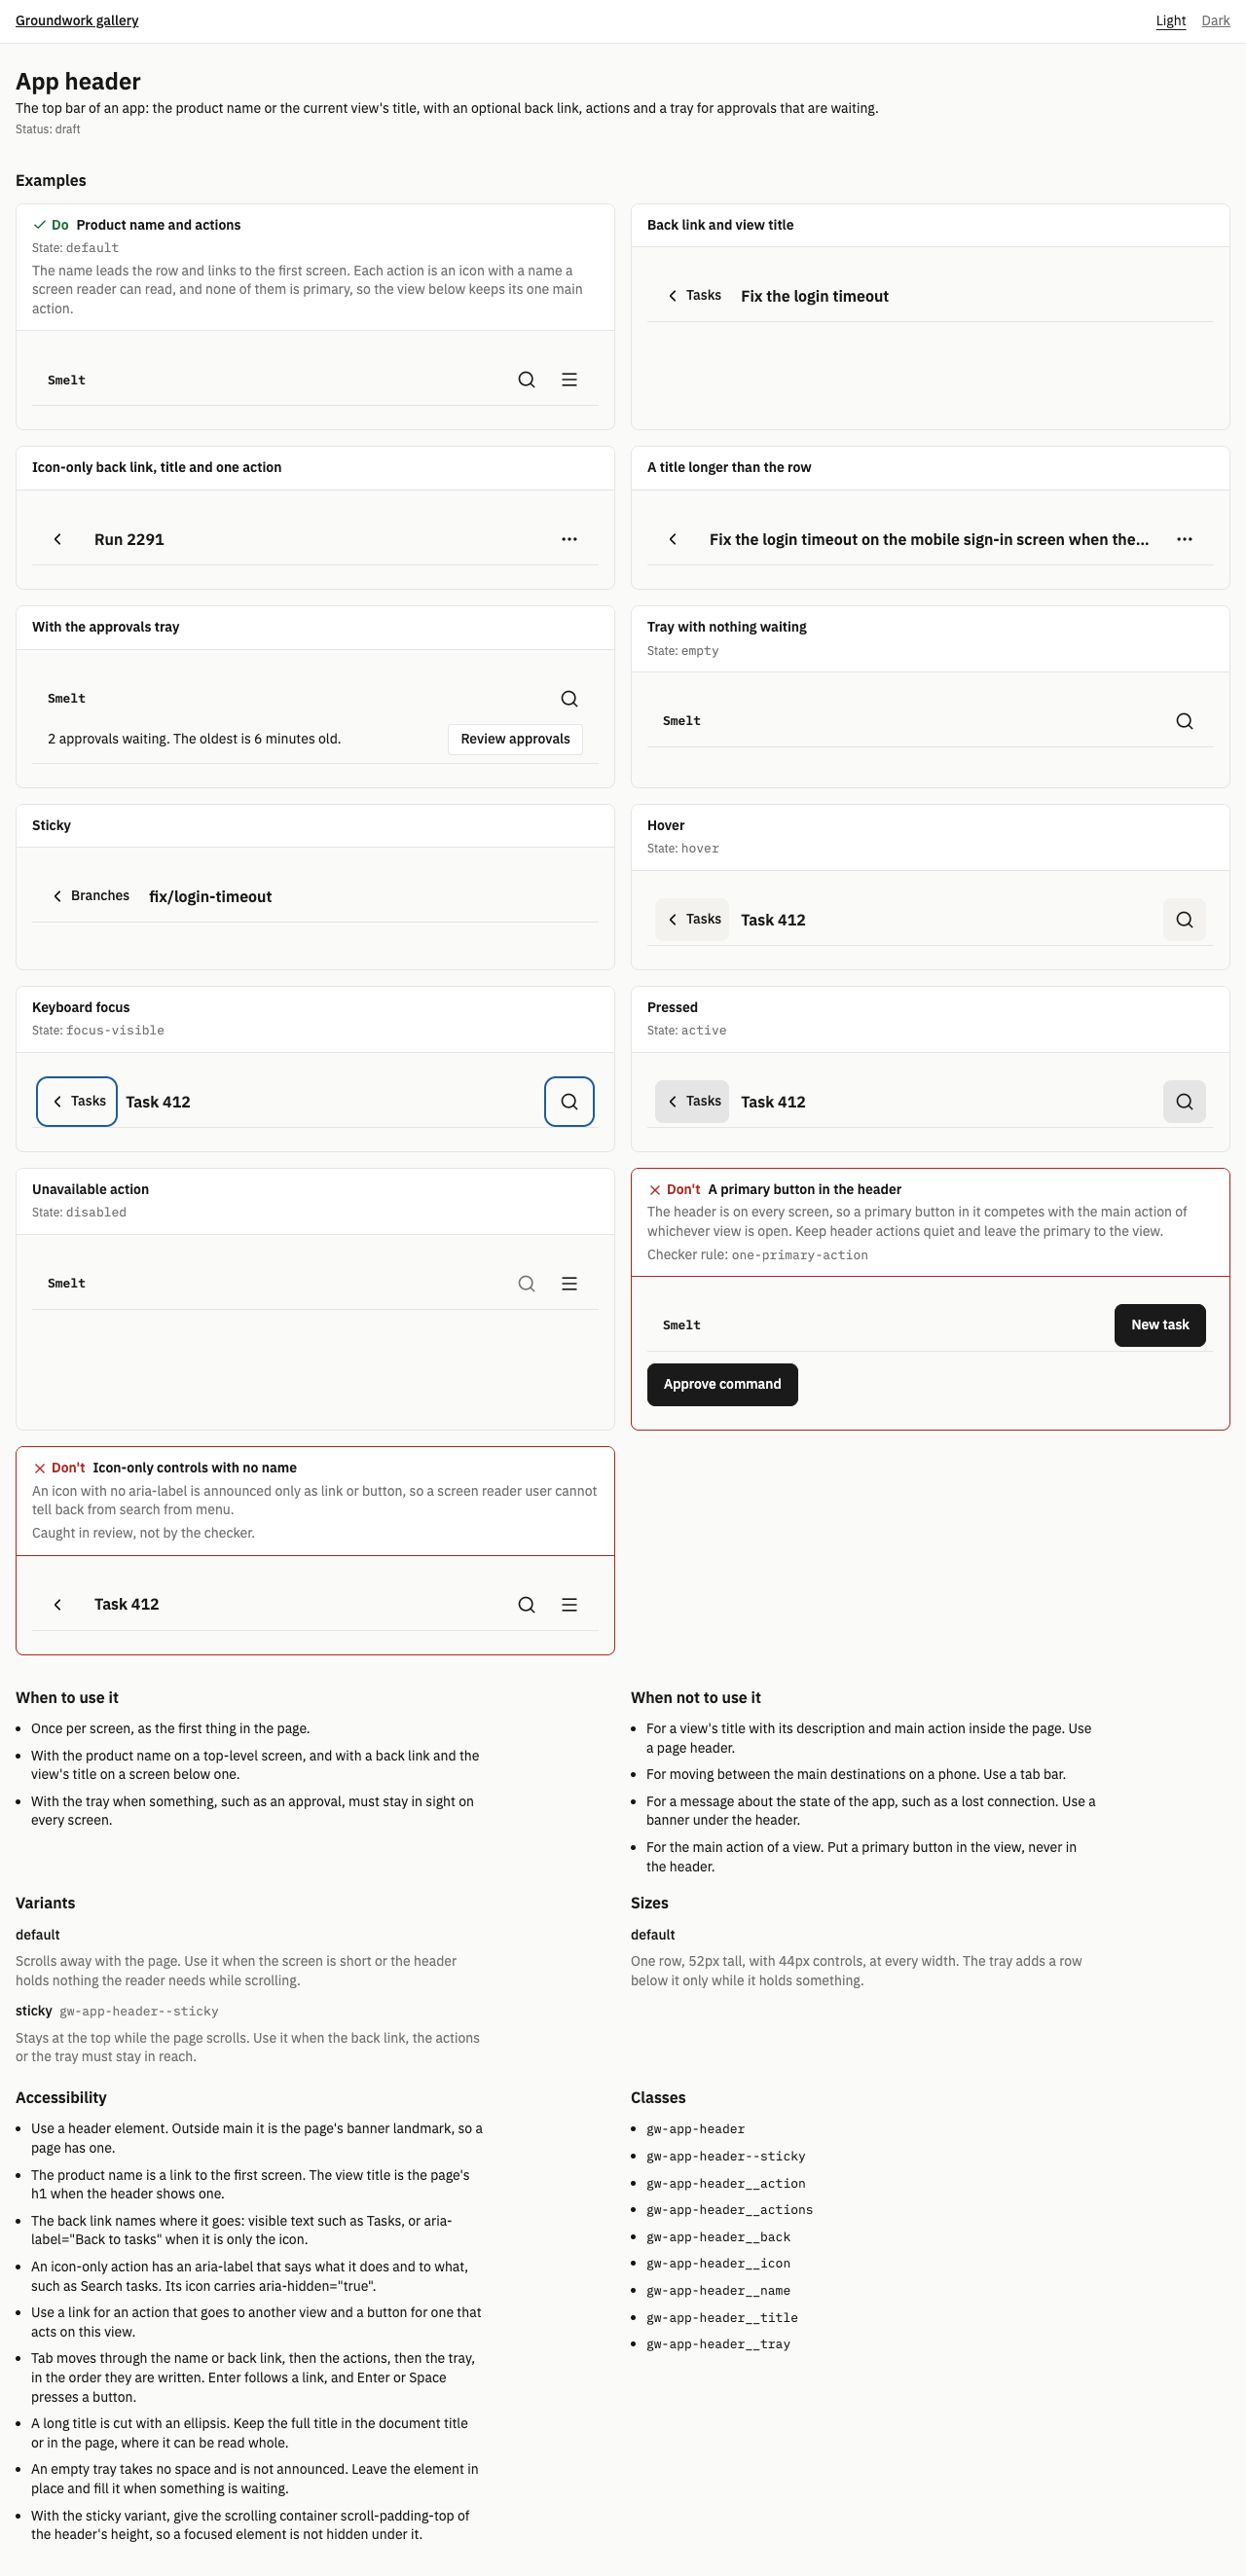 Groundwork gallery
Light Dark
App header
The top bar of an app: the product name or the current view's title, with an optional back link, actions and a tray for approvals that are waiting.
Status: draft
Examples
Do Product name and actions
State: default
The name leads the row and links to the first screen. Each action is an icon with a name a
screen reader can read, and none of them is primary, so the view below keeps its one main
action.
Smelt
Back link and view title
Tasks Fix the login timeout
Icon-only back link, title and one action
Run 2291
A title longer than the row
Fix the login timeout on the mobile sign-in screen when the...
With the approvals tray
Smelt
2 approvals waiting. The oldest is 6 minutes old.
Review approvals
Tray with nothing waiting
State: empty
Smelt
Sticky
Branches fix/login-timeout
Hover
State: hover
Tasks Task 412
Keyboard focus
State: focus-visible
Tasks Task 412
Pressed
State: active
Tasks Task 412
Unavailable action
State: disabled
Smelt
Don't A primary button in the header
The header is on every screen, so a primary button in it competes with the main action of
whichever view is open. Keep header actions quiet and leave the primary to the view.
Checker rule: one-primary-action
Smelt
New task
Approve command
Don't Icon-only controls with no name
An icon with no aria-label is announced only as link or button, so a screen reader user cannot
tell back from search from menu.
Caught in review, not by the checker.
Task 412
When to use it
Once per screen, as the first thing in the page.
With the product name on a top-level screen, and with a back link and the
view's title on a screen below one.
With the tray when something, such as an approval, must stay in sight on
every screen.
When not to use it
For a view's title with its description and main action inside the page. Use
a page header.
For moving between the main destinations on a phone. Use a tab bar.
For a message about the state of the app, such as a lost connection. Use a
banner under the header.
For the main action of a view. Put a primary button in the view, never in
the header.
Variants
default
Scrolls away with the page. Use it when the screen is short or the header
holds nothing the reader needs while scrolling.
sticky gw-app-header--sticky
Stays at the top while the page scrolls. Use it when the back link, the actions
or the tray must stay in reach.
Sizes
default
One row, 52px tall, with 44px controls, at every width. The tray adds a row
below it only while it holds something.
Accessibility
Use a header element. Outside main it is the page's banner landmark, so a
page has one.
The product name is a link to the first screen. The view title is the page's
h1 when the header shows one.
The back link names where it goes: visible text such as Tasks, or aria-
label="Back to tasks" when it is only the icon.
An icon-only action has an aria-label that says what it does and to what,
such as Search tasks. Its icon carries aria-hidden="true".
Use a link for an action that goes to another view and a button for one that
acts on this view.
Tab moves through the name or back link, then the actions, then the tray,
in the order they are written. Enter follows a link, and Enter or Space
presses a button.
A long title is cut with an ellipsis. Keep the full title in the document title
or in the page, where it can be read whole.
An empty tray takes no space and is not announced. Leave the element in
place and fill it when something is waiting.
With the sticky variant, give the scrolling container scroll-padding-top of
the header's height, so a focused element is not hidden under it.
Classes
gw-app-header
gw-app-header--sticky
gw-app-header__action
gw-app-header__actions
gw-app-header__back
gw-app-header__icon
gw-app-header__name
gw-app-header__title
gw-app-header__tray